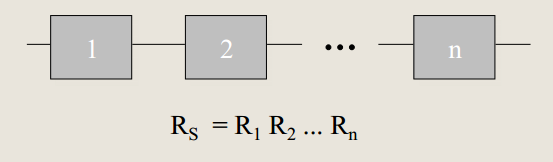 1 2 ... n
R_S = R_1 R_2 ... R_n